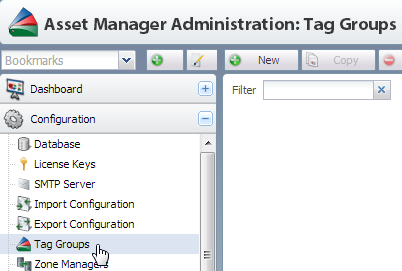 Asset Manager Administration: Tag Groups
Bookmarks
New
Copy
Dashboard
Filter
Configuration
Database
License Keys
SMTP Server
Import Configuration
Export Configuration
Tag Groups
Zone Managers